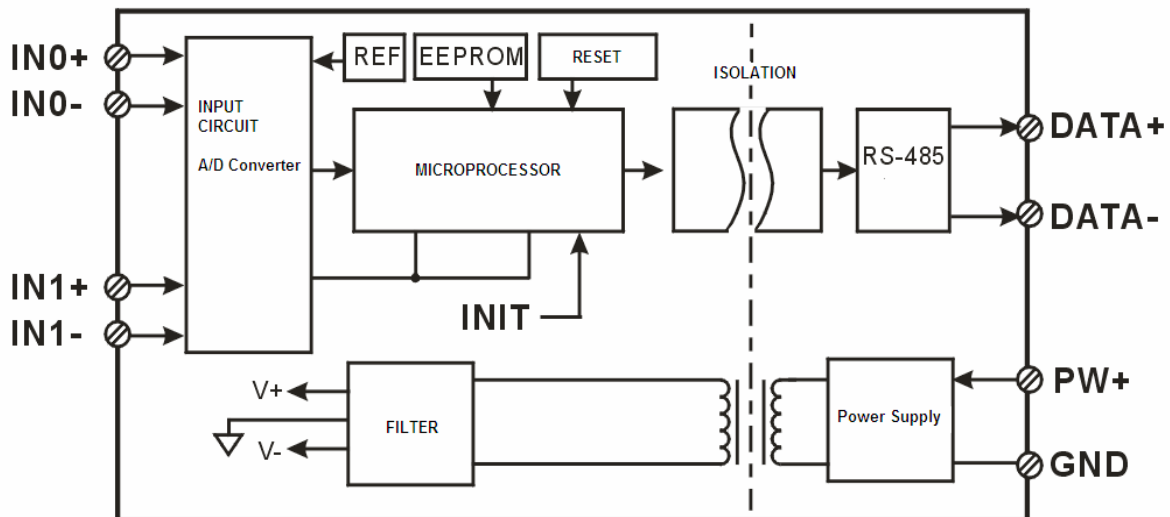 IN0+
IN0-
IN1+
IN1-
INPUT
CIRCUIT
A/D Converter
REF
EEPROM
RESET
MICROPROCESSOR
INIT
ISOLATION
RS-485
DATA+
DATA-
V+
V-
FILTER
Power Supply
PW+
GND